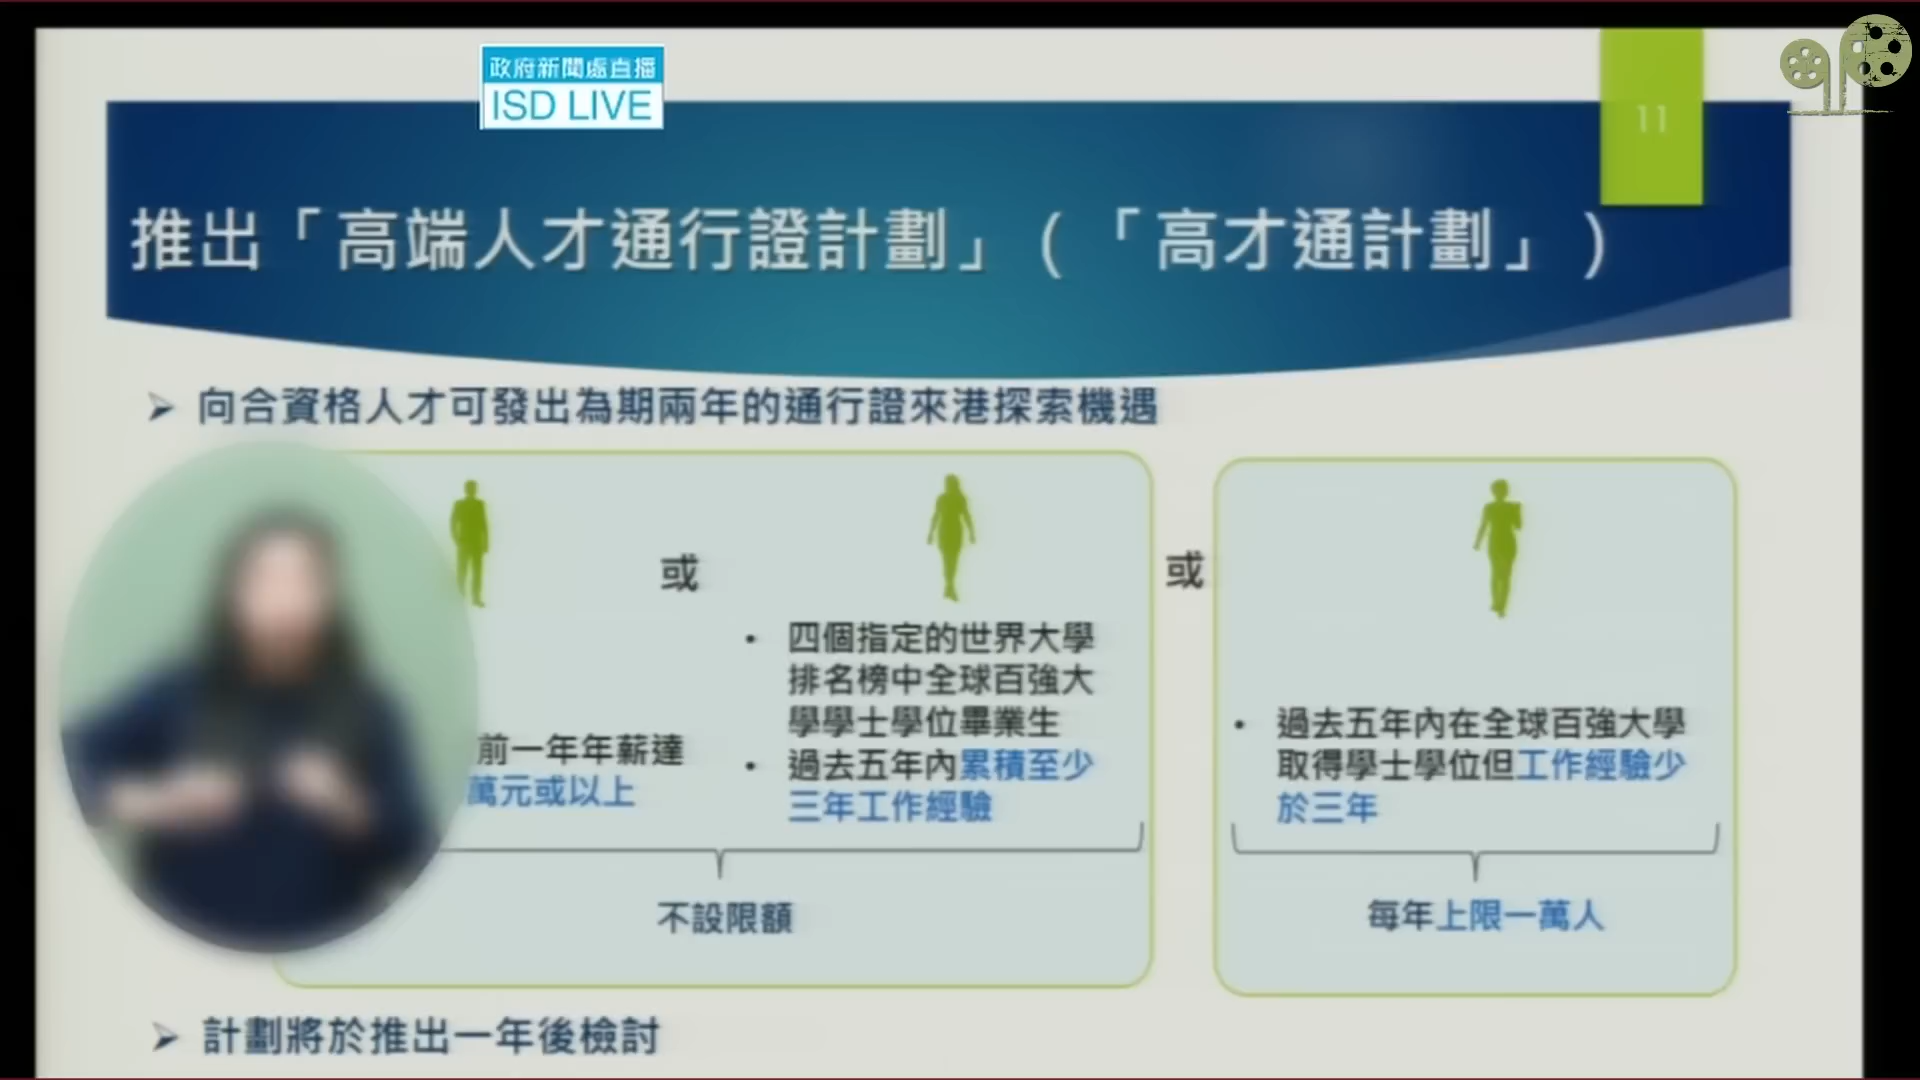 政府新聞處直播
ISD LIVE
11
推出「高端人才通行證計劃」(「高才通計劃」)
向合資格人才可發出為期兩年的通行證來港探索機遇
或
或
前一年年薪達
萬元或以上
四個指定的世界大學
排名榜中全球百強大
學學士學位畢業生
過去五年內累積至少
三年工作經驗
過去五年內在全球百強大學
取得學士學位但工作經驗少
於三年
不設限額
每年上限一萬人
計劃將於推出一年後檢討